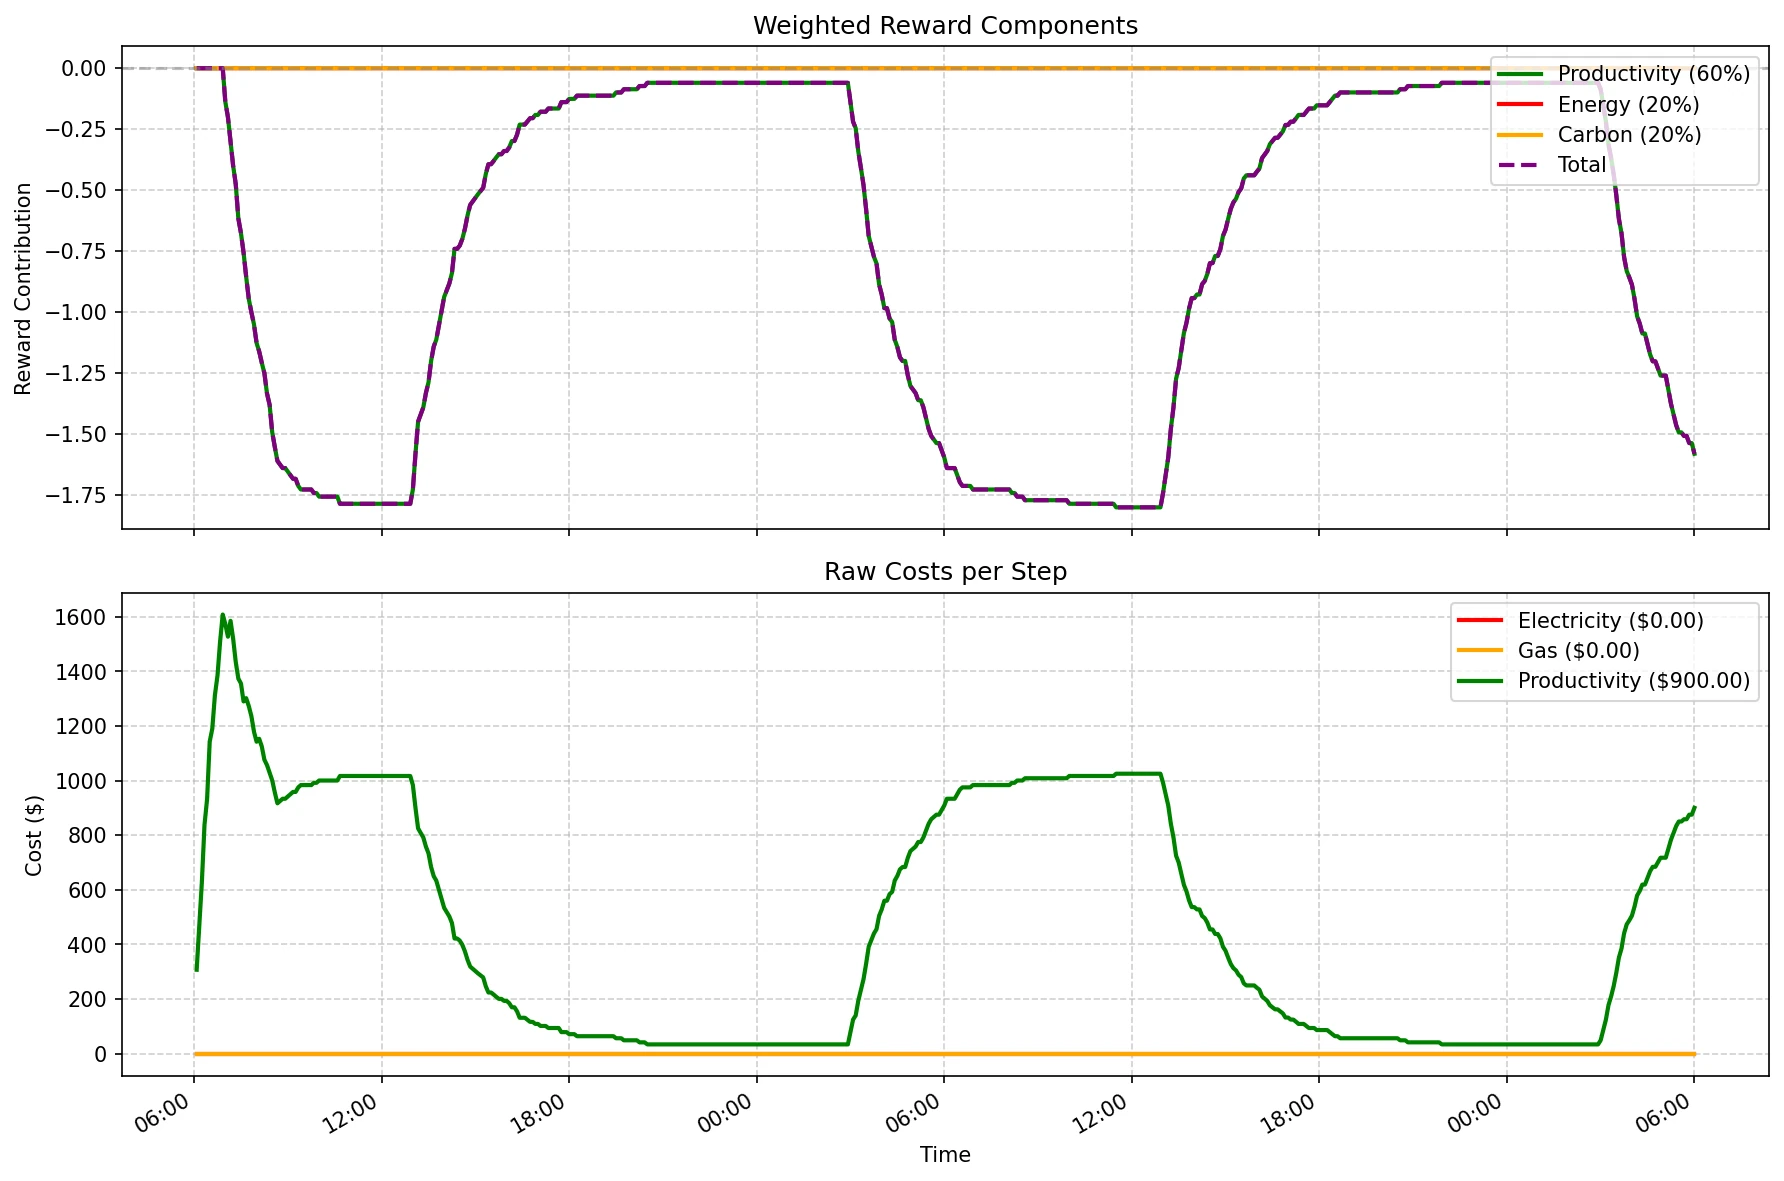 Weighted Reward Components
0.00
−0.25
−0.50
−0.75
−1.00
−1.25
−1.50
−1.75
Reward Contribution
Productivity (60%)
Energy (20%)
Carbon (20%)
Total
Raw Costs per Step
1600
1400
1200
1000
800
600
400
200
0
Cost ($)
Electricity ($0.00)
Gas ($0.00)
Productivity ($900.00)
06:00 12:00 18:00 00:00 06:00 12:00 18:00 00:00 06:00
Time